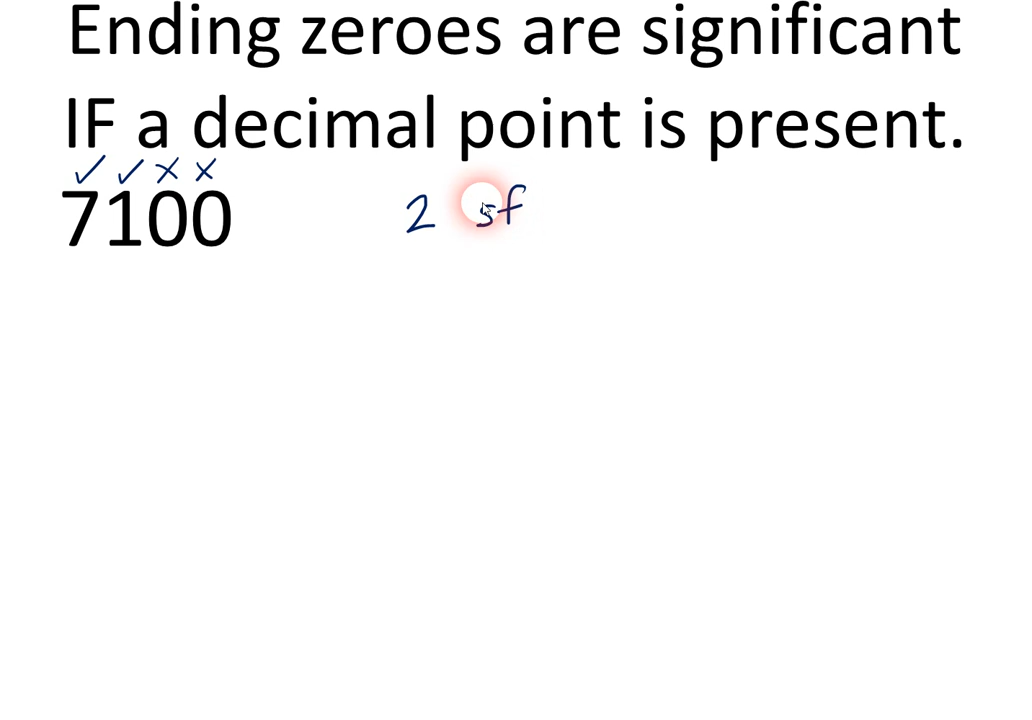 Ending zeroes are significant
IF a decimal point is present.
✓ ✓ × ×
7100 2 sf